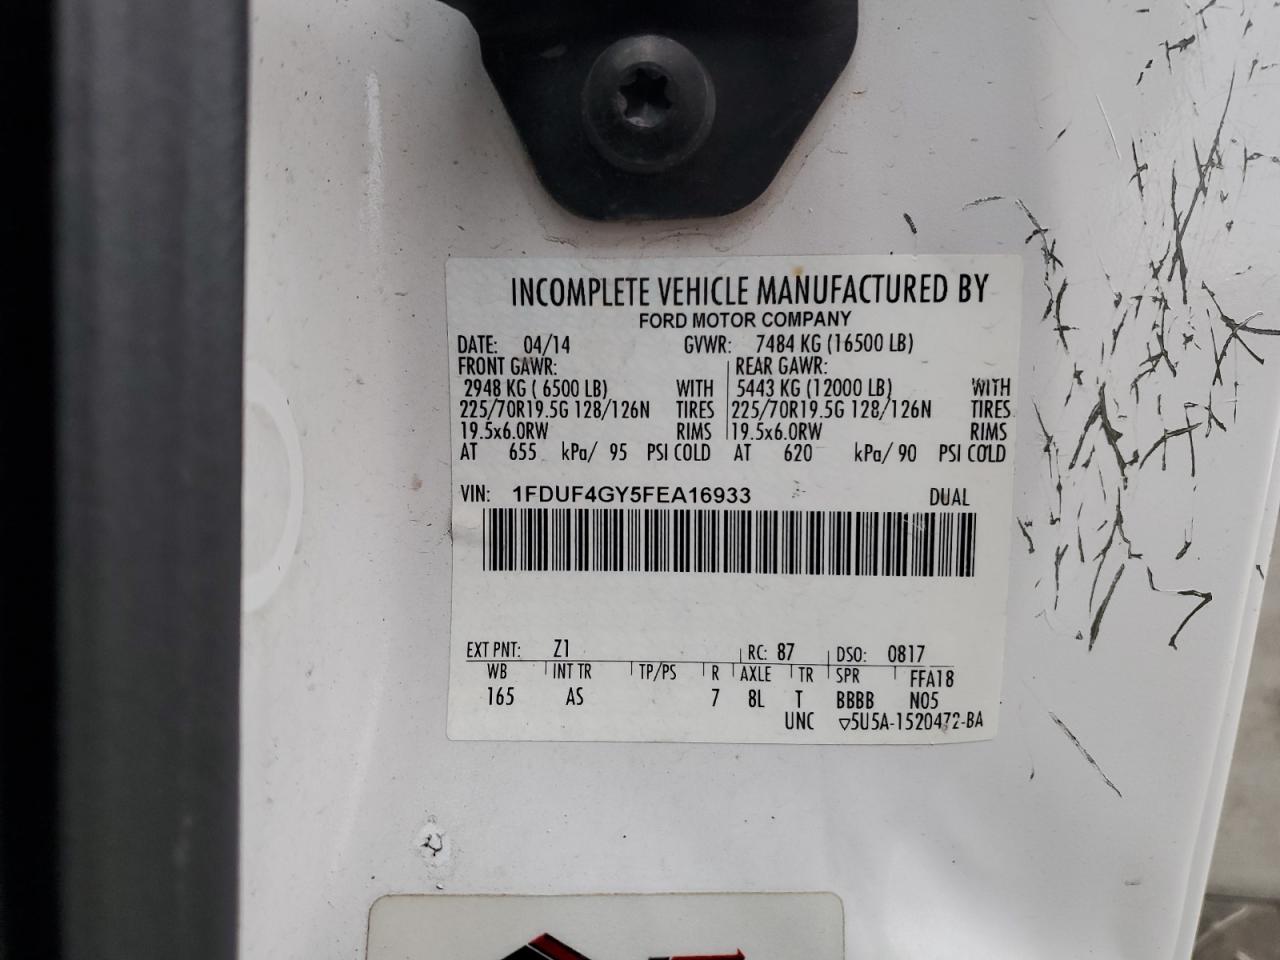 INCOMPLETE VEHICLE MANUFACTURED BY
FORD MOTOR COMPANY
DATE: 04/14 GVWR: 7484 KG (16500 LB)
FRONT GAWR: REAR GAWR:
2948 KG ( 6500 LB) WITH 5443 KG (12000 LB) WITH
225/70R19.5G 128/126N TIRES 225/70R19.5G 128/126N TIRES
19.5x6.0RW RIMS 19.5x6.0RW RIMS
AT 655 kPa/ 95 PSI COLD AT 620 kPa/ 90 PSI COLD
VIN: 1FDUF4GY5FEA16933 DUAL
EXT PNT: Z1 RC: 87 DSO: 0817
WB INT TR TP/PS R AXLE TR SPR FFA18
165 AS 7 8L T BBBB N05
UNC ▽5U5A-1520472-BA